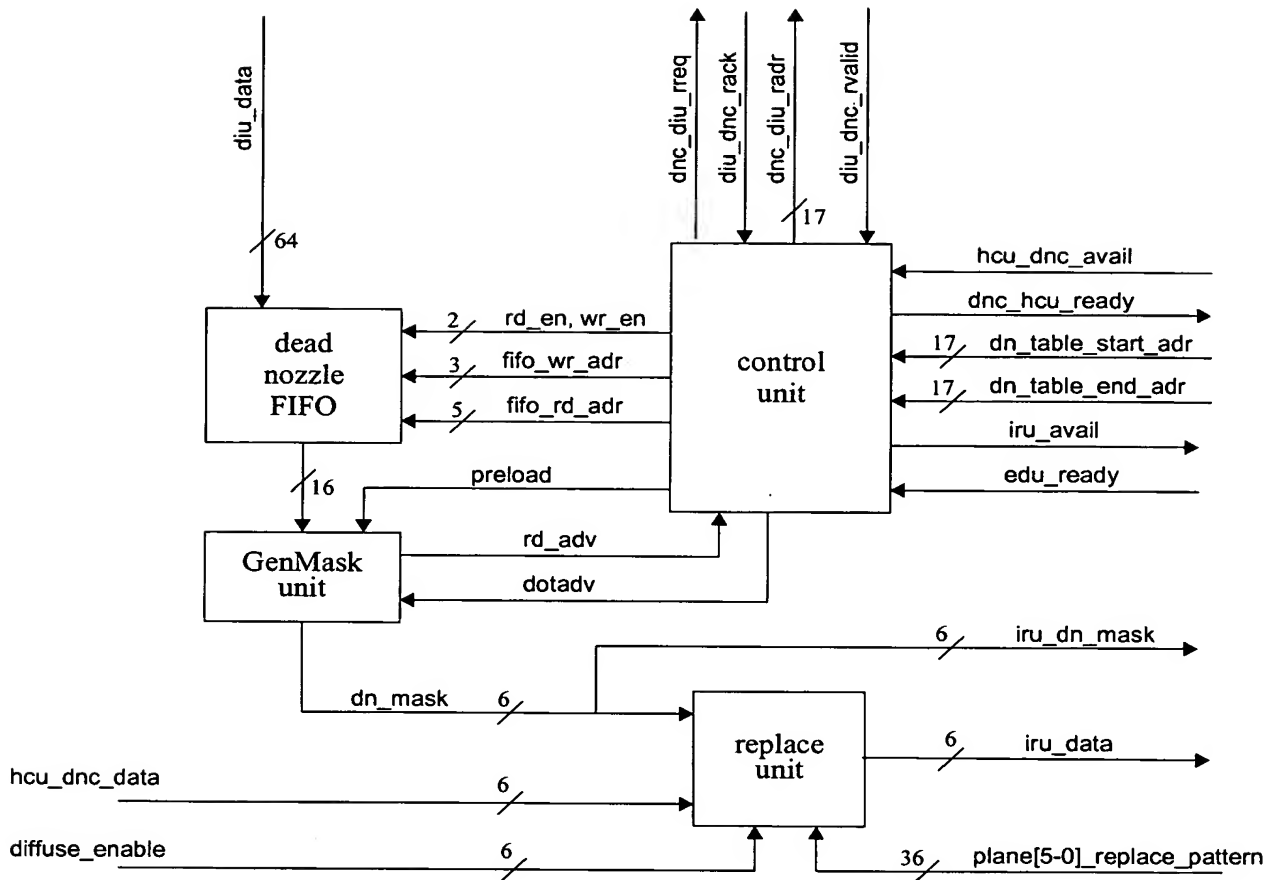 diu_data
64
dnc_diu_rreq
diu_dnc_rack
dnc_diu_radr
17
diu_dnc_rvalid
hcu_dnc_avail
dnc_hcu_ready
17
dn_table_start_adr
17
dn_table_end_adr
iru_avail
edu_ready
dead
nozzle
FIFO
2
rd_en, wr_en
3
fifo_wr_adr
5
fifo_rd_adr
control
unit
16
preload
GenMask
unit
rd_adv
dotadv
6
iru_dn_mask
dn_mask
6
replace
unit
6
iru_data
hcu_dnc_data
6
diffuse_enable
6
36
plane[5-0]_replace_pattern